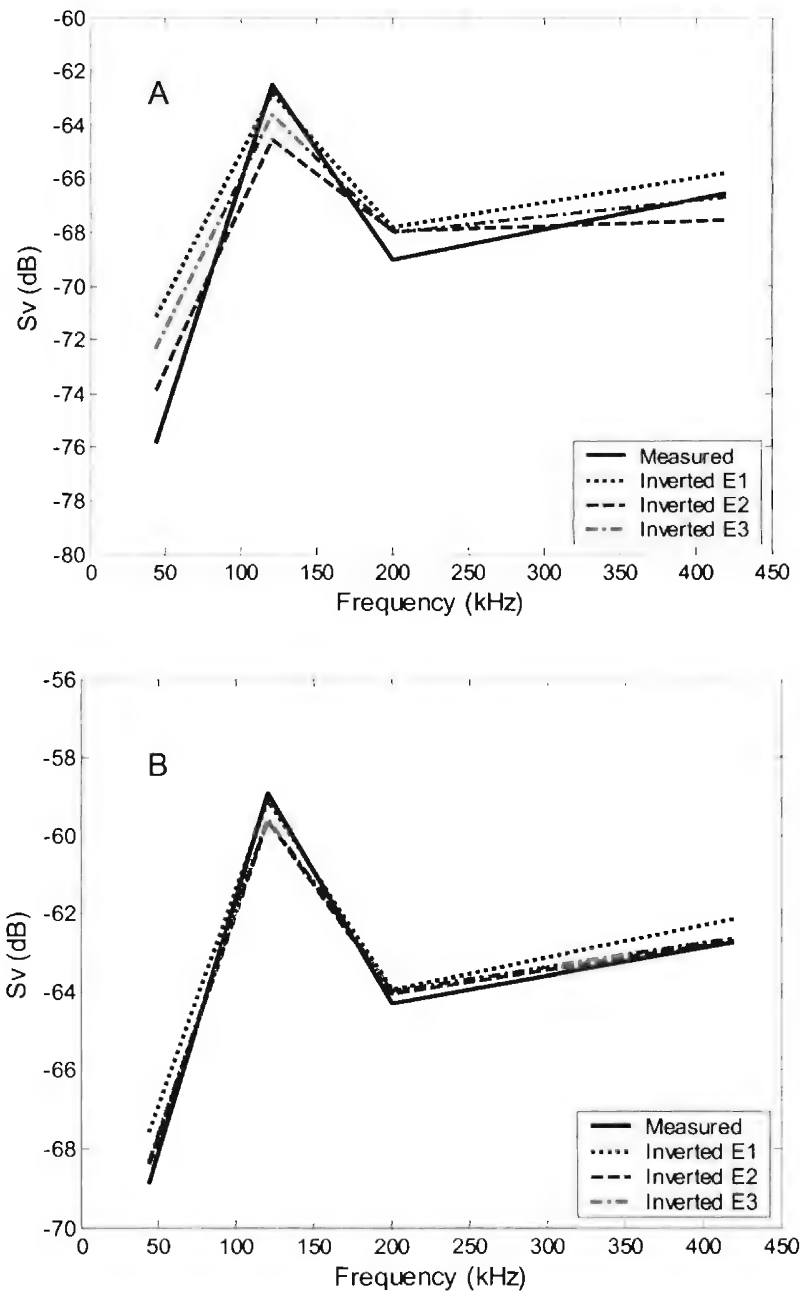 -60
-62
-64
-66
-68
-70
-72
-74
-76
-78
-80
Sv (dB)
A
Measured
Inverted E1
Inverted E2
Inverted E3
0 50 100 150 200 250 300 350 400 450
Frequency (kHz)
-56
-58
-60
-62
-64
-66
-68
-70
Sv (dB)
B
Measured
Inverted E1
Inverted E2
Inverted E3
0 50 100 150 200 250 300 350 400 450
Frequency (kHz)